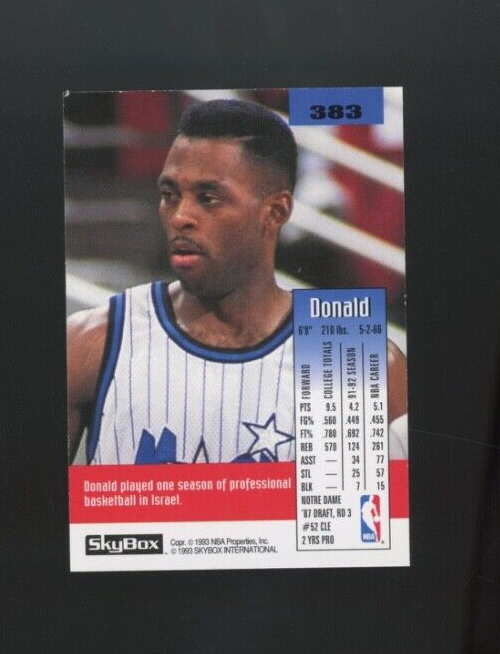 383
MAGIC
Donald
6'8" 210 lbs. 5-2-66
FORWARD COLLEGE TOTALS 91-92 SEASON NBA CAREER
PTS 9.5 4.2 5.1
FG% .560 .449 .455
FT% .780 .692 .742
REB 570 124 261
ASST — 34 77
STL — 25 57
BLK — 7 15
NOTRE DAME
'87 DRAFT, RD 3
#52 CLE
2 YRS PRO
NBA
Donald played one season of professional
basketball in Israel.
SkyBox
Copr. © 1993 NBA Properties, Inc.
© 1993 SKYBOX INTERNATIONAL